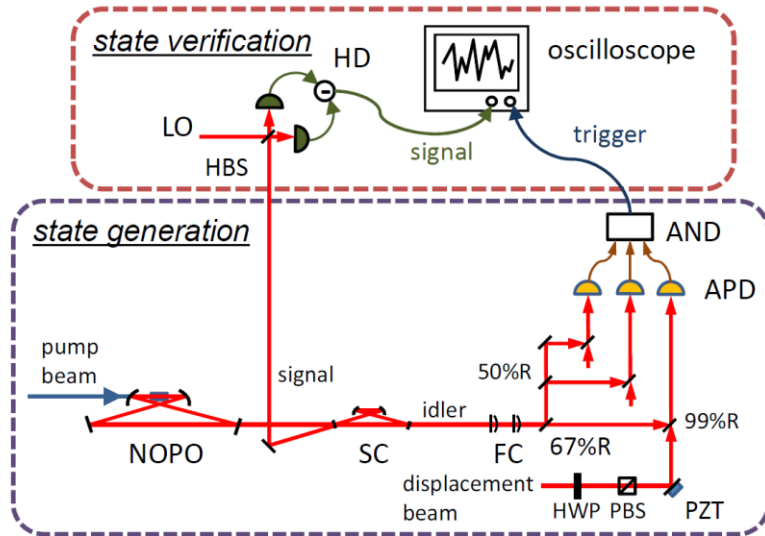 state verification
HD
oscilloscope
LO
HBS
signal
trigger
state generation
AND
APD
pump
beam
signal
50%R
idler
99%R
NOPO
SC
FC
67%R
displacement
beam
HWP
PBS
PZT